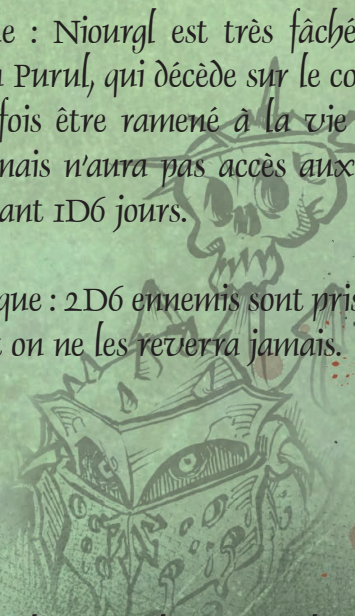 e : Niourgl est très fâché
Purul, qui décède sur le co
fois être ramené à la vie
mais n'aura pas accès aux
ant 1D6 jours.
que : 2D6 ennemis sont pris
t on ne les reverra jamais.